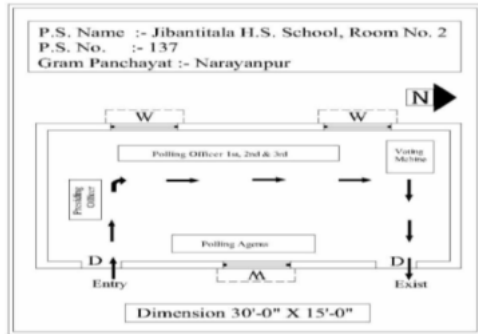 P.S. Name :- Jibantitala H.S. School, Room No. 2
P.S. No. :- 137
Gram Panchayat :- Narayanpur
N
W
W
Polling Officer 1st, 2nd & 3rd
Voting
Mchine
Presiding
Officer
Polling Agents
D
W
D
Entry
Exist
Dimension 30'-0" X 15'-0"